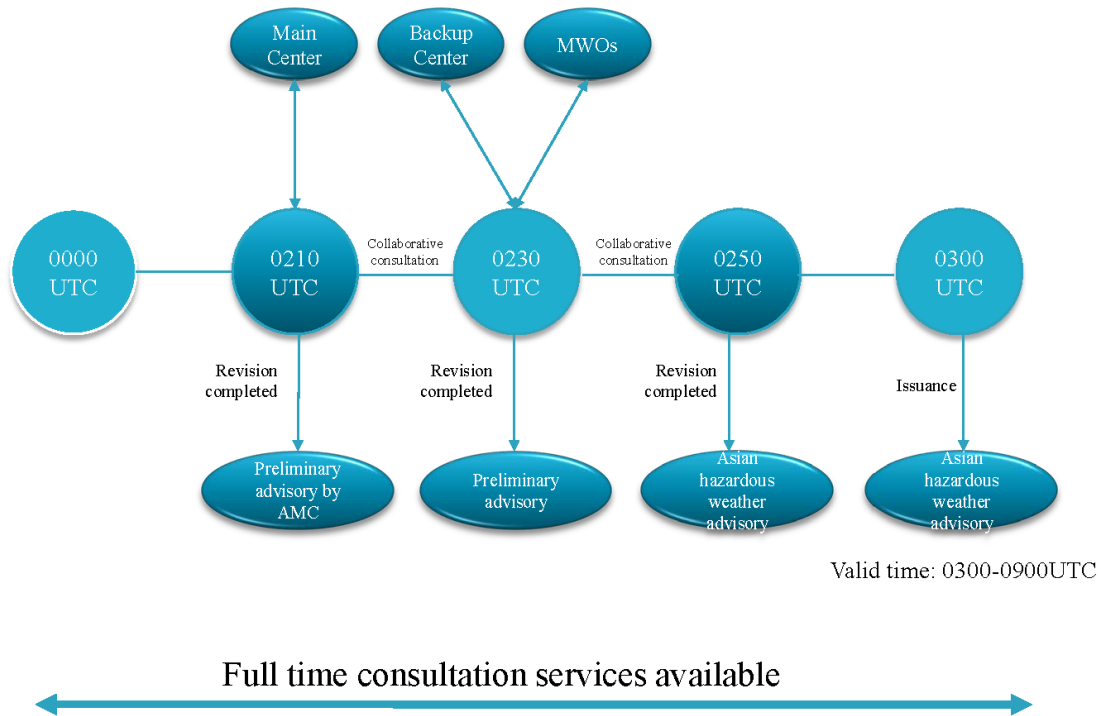 Main
Center
Backup
Center
MWOs
0000
UTC
0210
UTC
Collaborative
consultation
0230
UTC
Collaborative
consultation
0250
UTC
0300
UTC
Revision
completed
Revision
completed
Revision
completed
Issuance
Preliminary
advisory by
AMC
Preliminary
advisory
Asian
hazardous
weather
advisory
Asian
hazardous
weather
advisory
Valid time: 0300-0900UTC
Full time consultation services available